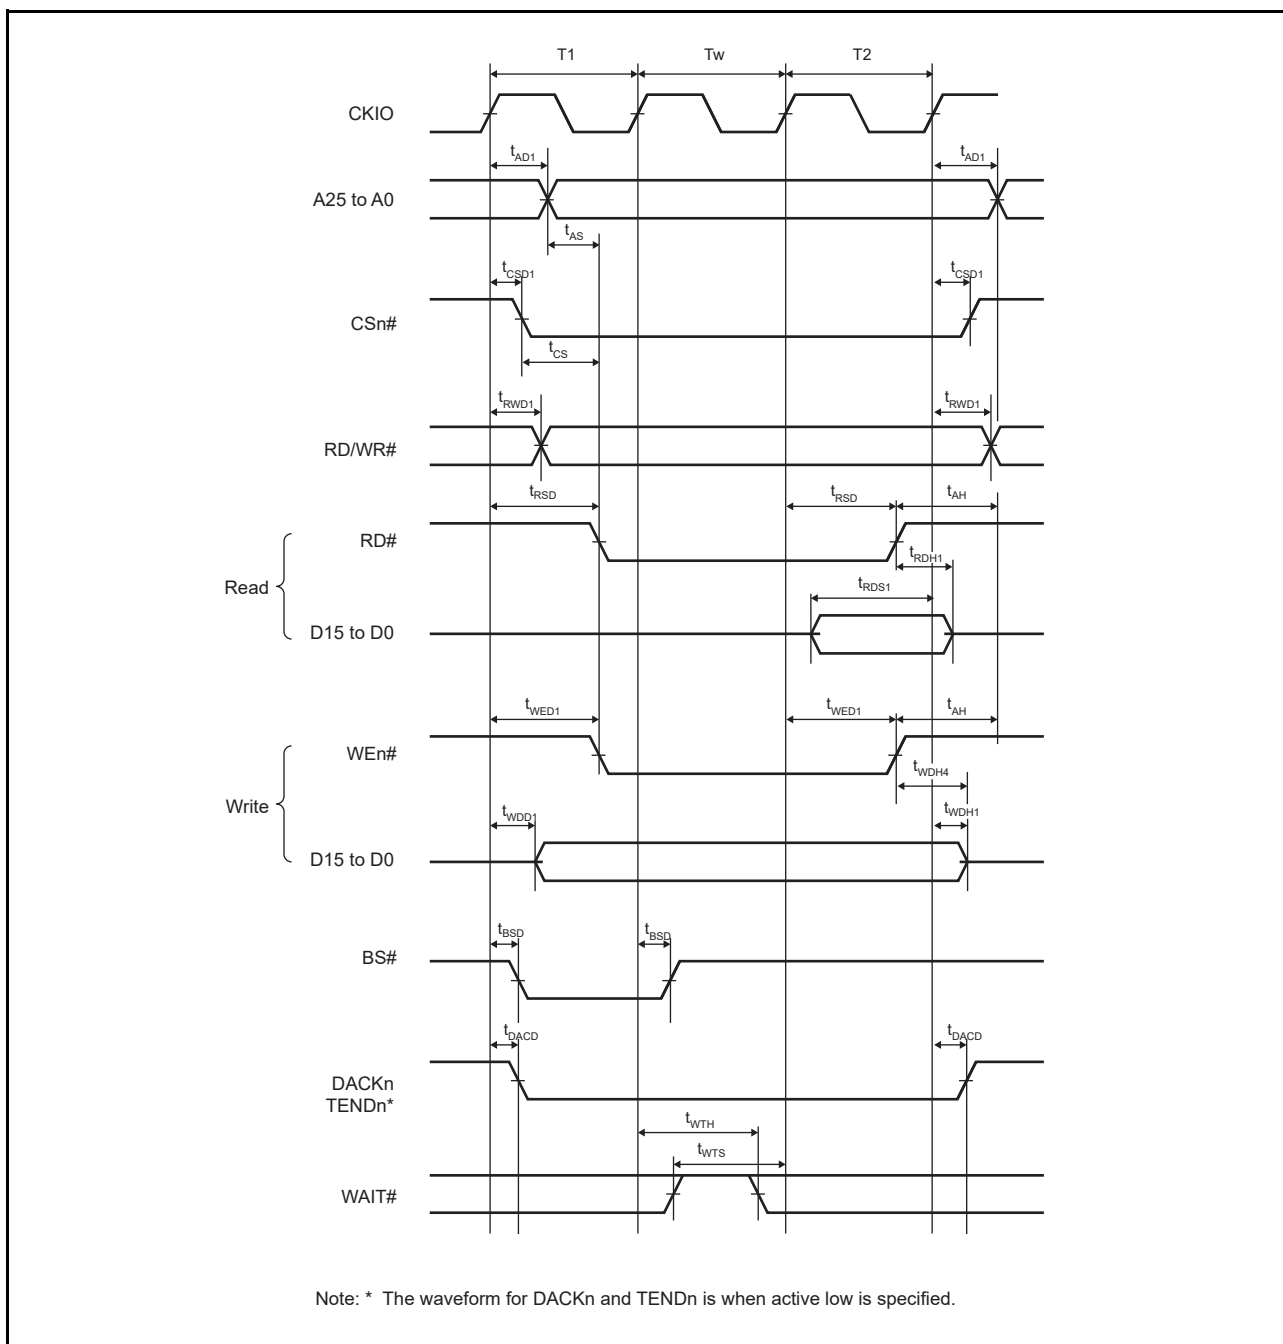 T1 Tw T2
CKIO
tAD1 tAD1
A25 to A0
tAS
tCSD1 tCSD1
CSn#
tCS
tRWD1 tRWD1
RD/WR#
tRSD tRSD tAH
RD#
tRDH1
Read
tRDS1
D15 to D0
tWED1 tWED1 tAH
WEn#
tWDH4
Write
tWDD1 tWDH1
D15 to D0
tBSD tBSD
BS#
tDACD tDACD
DACKn
TENDn*
tWTH
tWTS
WAIT#
Note: * The waveform for DACKn and TENDn is when active low is specified.